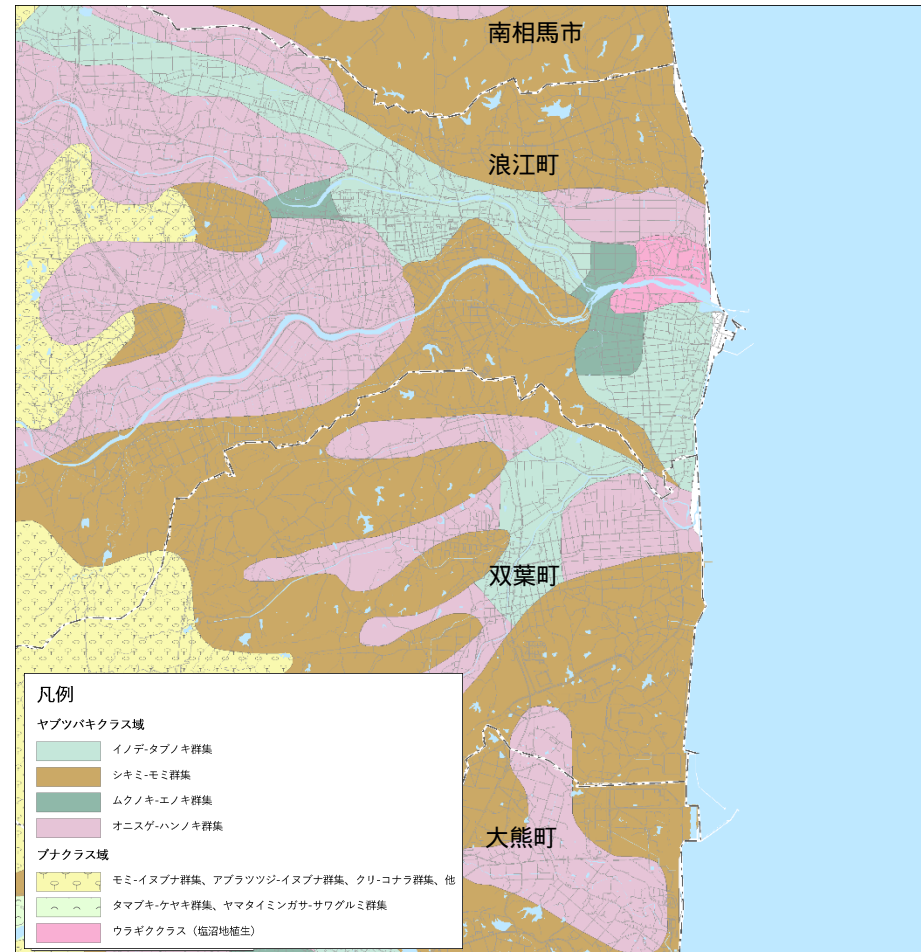 南相馬市
浪江町
双葉町
大熊町
凡例
ヤブツバキクラス域
イノデ-タブノキ群集
シキミ-モミ群集
ムクノキ-エノキ群集
オニスゲ-ハンノキ群集
ブナクラス域
モミ-イヌブナ群集、アブラツツジ-イヌブナ群集、クリ-コナラ群集、他
タマブキ-ケヤキ群集、ヤマタイミンガサ-サワグルミ群集
ウラギククラス（塩沼地植生）